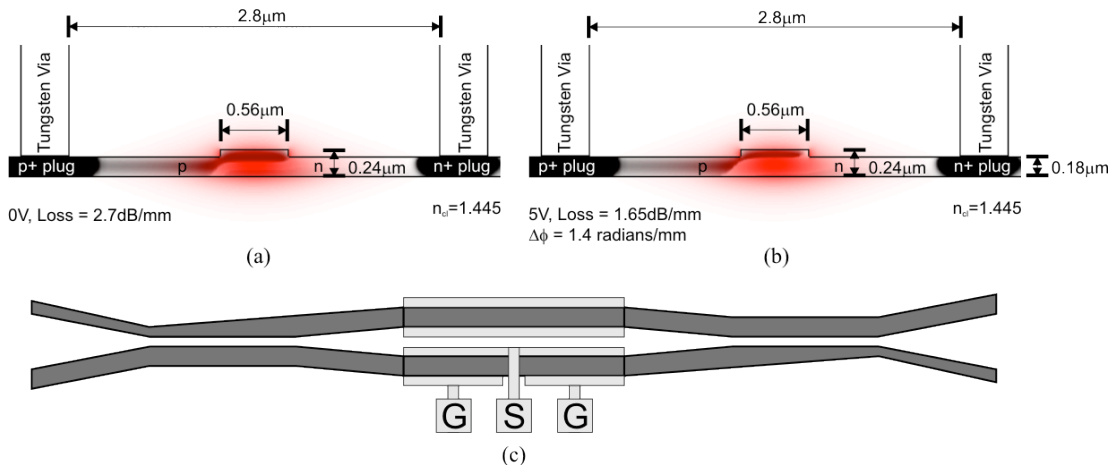 2.8μm
Tungsten Via
Tungsten Via
0.56μm
p+ plug
p
n
0.24μm
n+ plug
0V, Loss = 2.7dB/mm
n_cl=1.445
(a)
2.8μm
Tungsten Via
Tungsten Via
0.56μm
p+ plug
p
n
0.24μm
n+ plug
0.18μm
5V, Loss = 1.65dB/mm
Δϕ = 1.4 radians/mm
n_cl=1.445
(b)
G
S
G
(c)